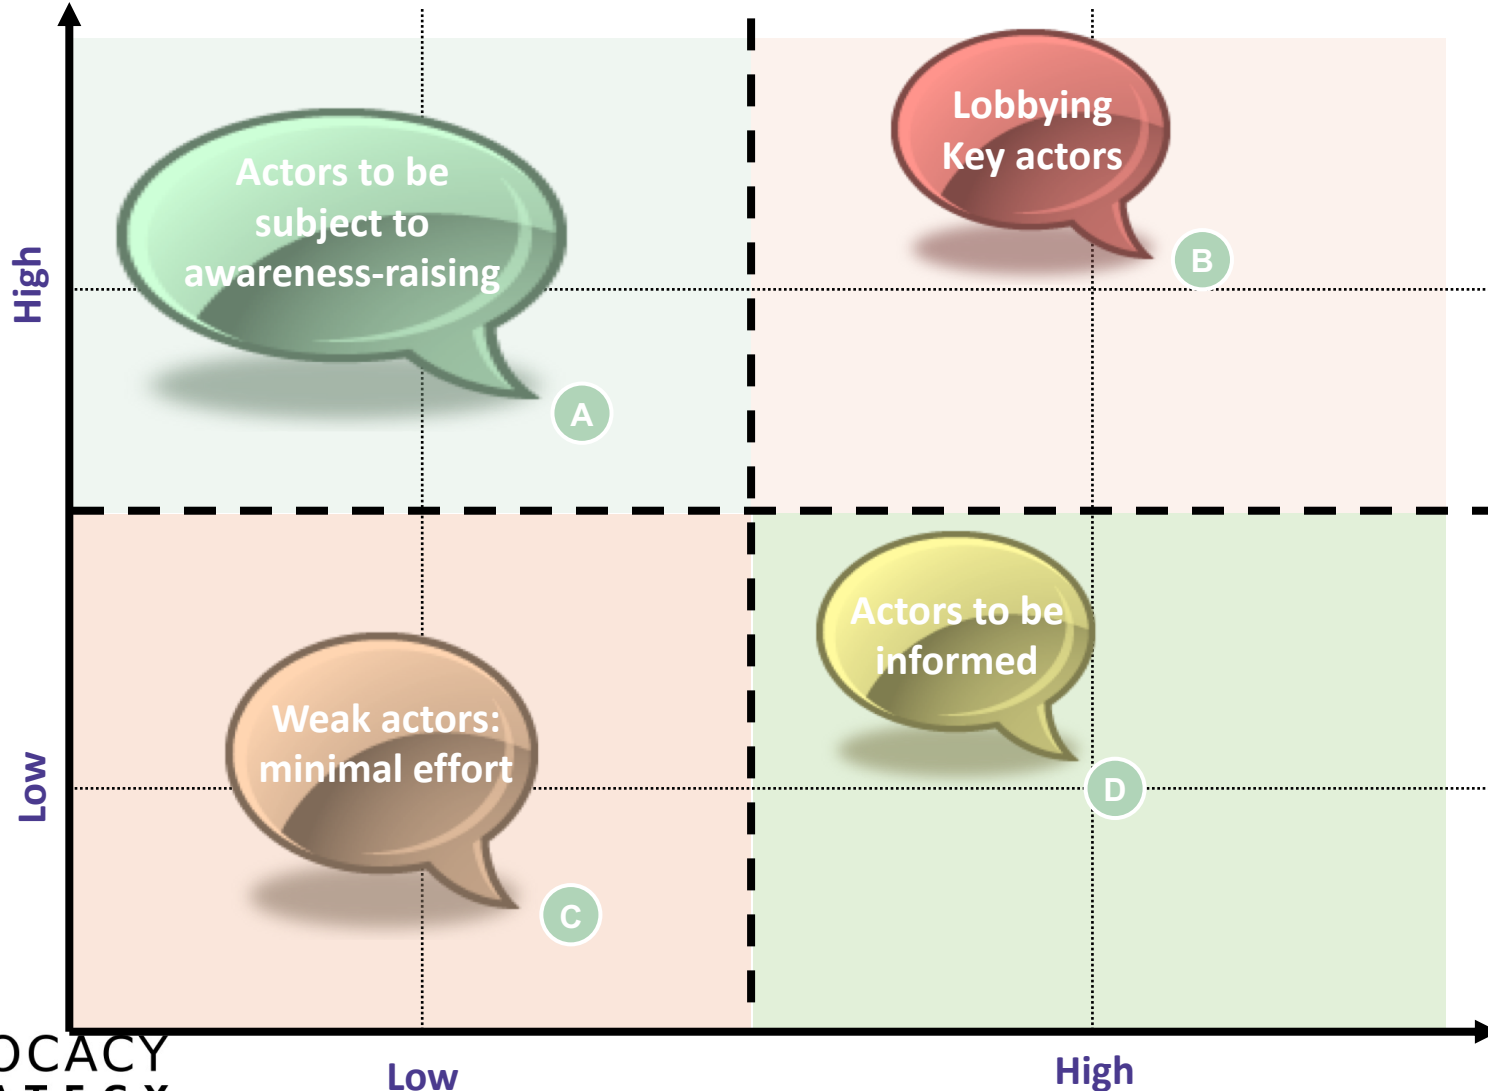 Lobbying
Key actors
Actors to be
subject to
awareness-raising
B
High
A
Actors to be
informed
Weak actors:
minimal effort
Low
D
C
OCACY
Low
High